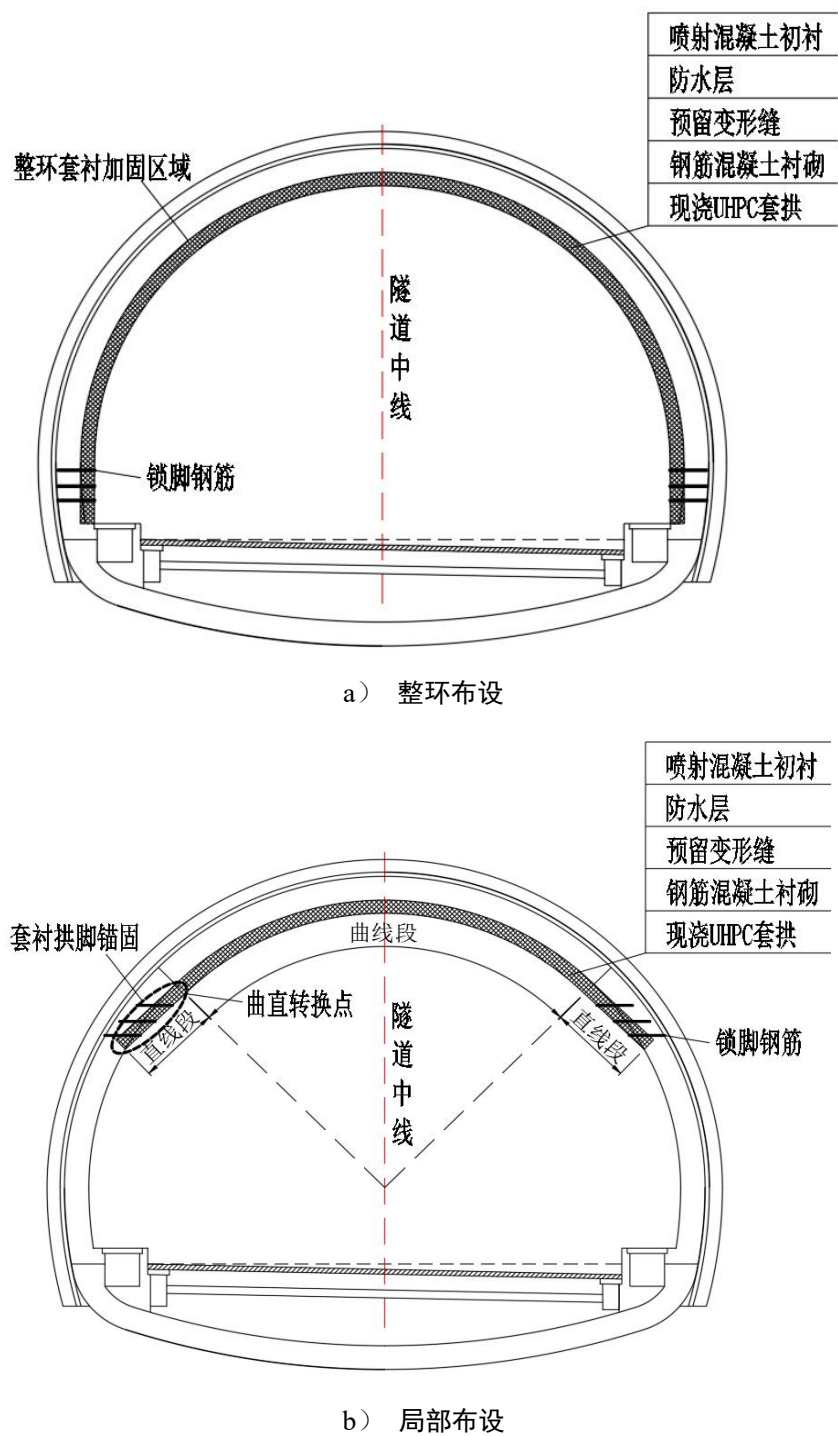 喷射混凝土初衬
防水层
预留变形缝
钢筋混凝土衬砌
现浇UHPC套拱
整环套衬加固区域
隧道中线
锁脚钢筋
a） 整环布设
喷射混凝土初衬
防水层
预留变形缝
钢筋混凝土衬砌
现浇UHPC套拱
套衬拱脚锚固
曲线段
曲直转换点
直线段
直线段
隧道中线
锁脚钢筋
b） 局部布设